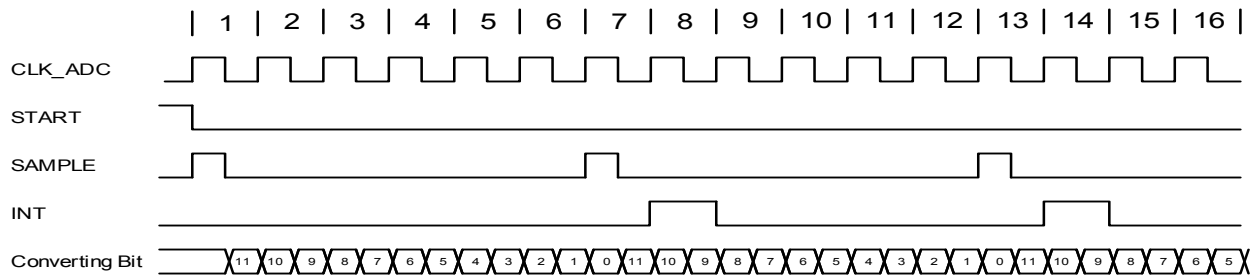 | 1 | 2 | 3 | 4 | 5 | 6 | 7 | 8 | 9 | 10 | 11 | 12 | 13 | 14 | 15 | 16 |
CLK_ADC
START
SAMPLE
INT
Converting Bit 11 10 9 8 7 6 5 4 3 2 1 0 11 10 9 8 7 6 5 4 3 2 1 0 11 10 9 8 7 6 5